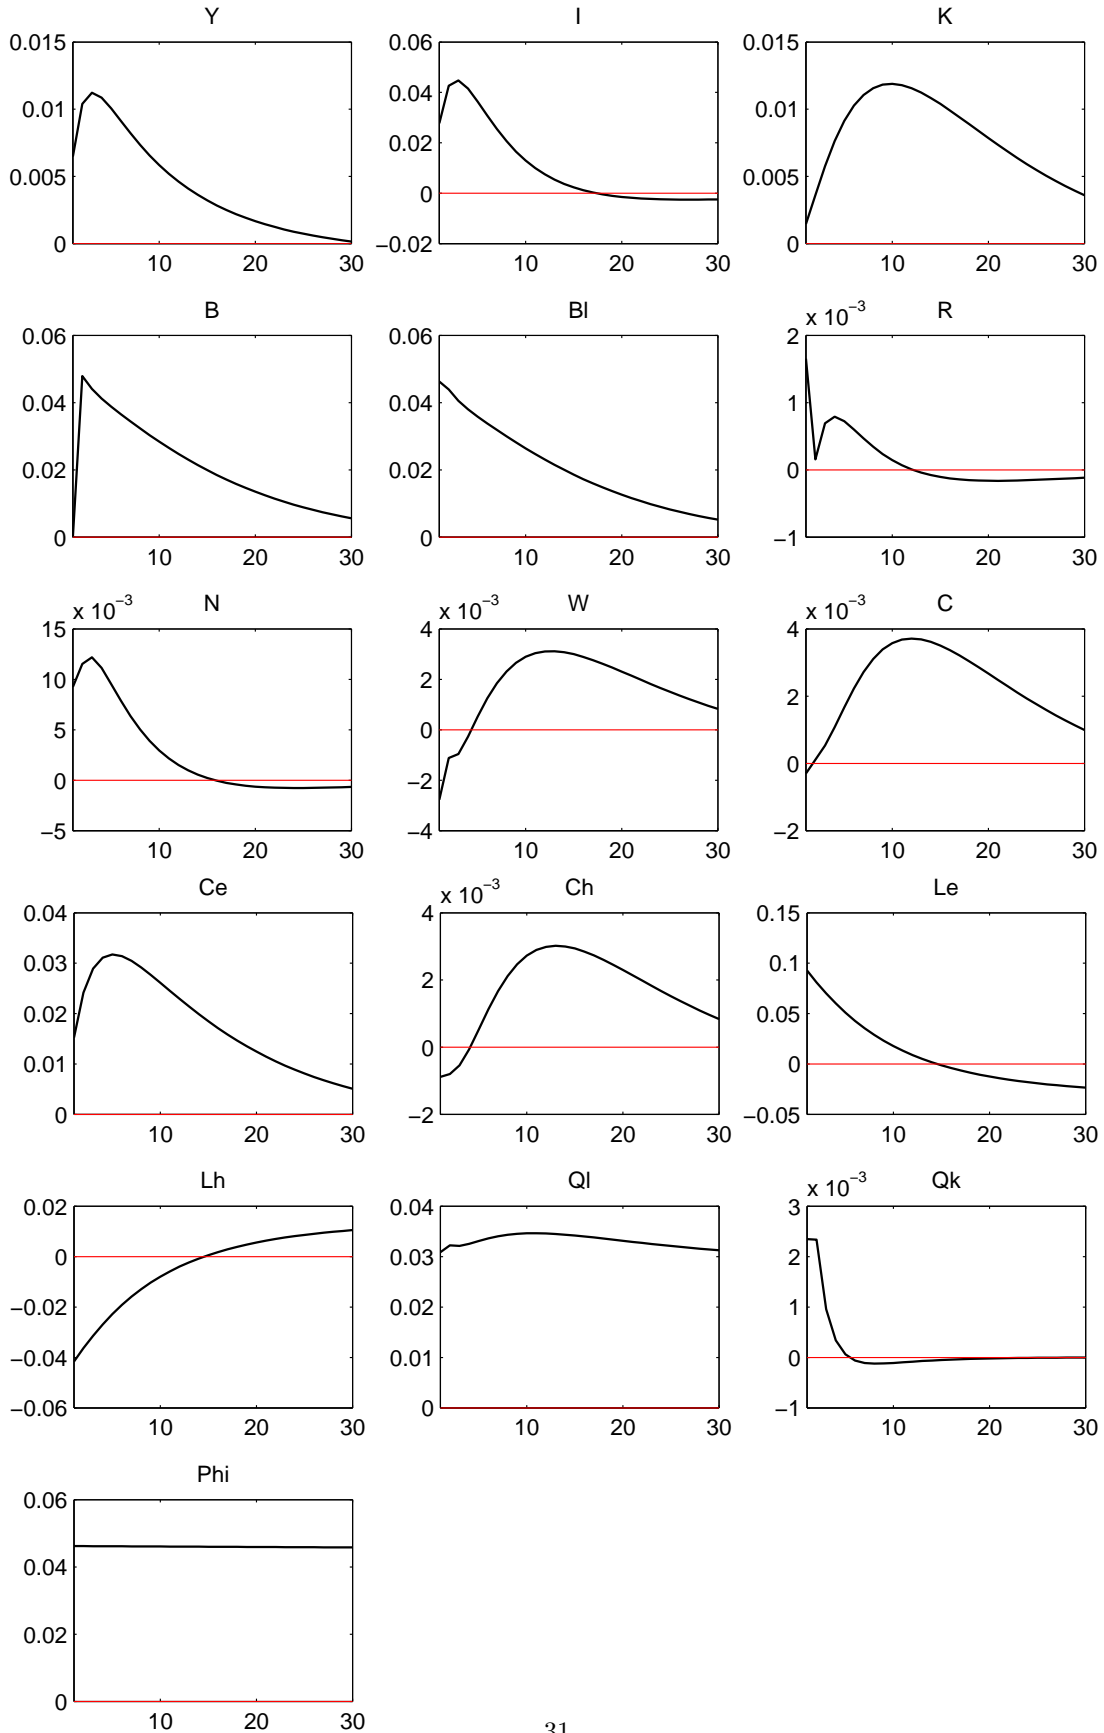 Y I K
0.015 0.06 0.015
0.04
0.01 0.01
0.02
0.005 0 0.005
0 −0.02 0
10 20 30 10 20 30 10 20 30
B Bl R
x 10−3
0.06 0.06 2
0.04 0.04 1
0.02 0.02 0
0 0 −1
10 20 30 10 20 30 10 20 30
N W C
x 10−3 x 10−3 x 10−3
15 4 4
10 2
2
5 0
0
0 −2
−5 −4 −2
10 20 30 10 20 30 10 20 30
Ce Ch Le
x 10−3
0.04 4 0.15
0.03 0.1
2
0.02 0.05
0
0.01 0
0 −2 −0.05
10 20 30 10 20 30 10 20 30
Lh Ql Qk
x 10−3
0.02 0.04 3
0 0.03 2
−0.02 0.02 1
−0.04 0.01 0
−0.06 0 −1
10 20 30 10 20 30 10 20 30
Phi
0.06
0.04
0.02
0
10 20 30
31